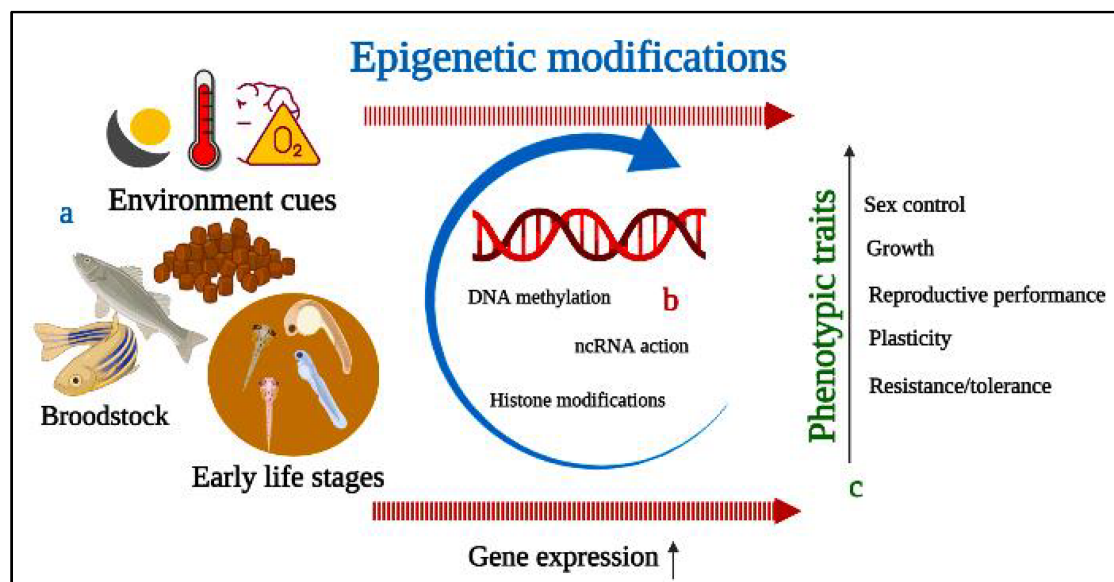 Epigenetic modifications
O₂
Environment cues
a
Broodstock
Early life stages
DNA methylation
b
ncRNA action
Histone modifications
Gene expression
Phenotypic traits
Sex control
Growth
Reproductive performance
Plasticity
Resistance/tolerance
c